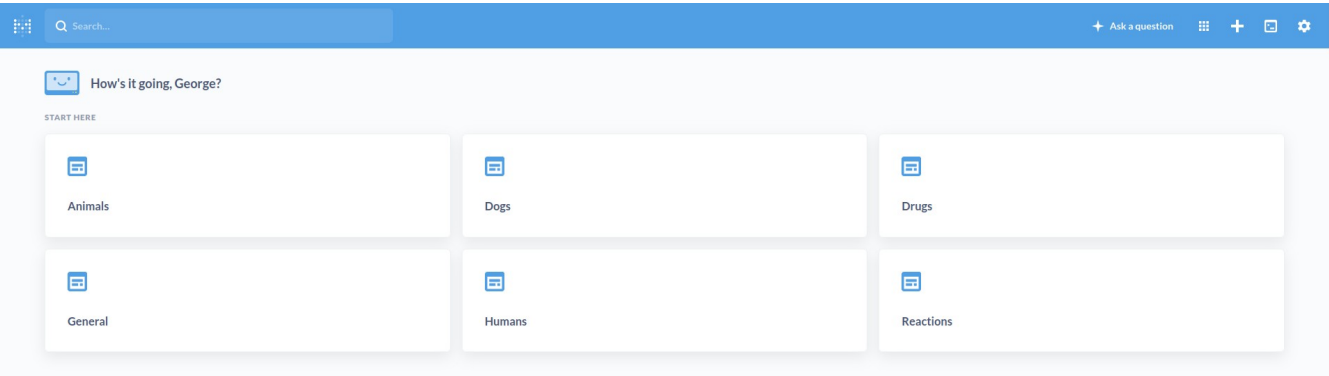 Search...
Ask a question
How's it going, George?
START HERE
Animals
Dogs
Drugs
General
Humans
Reactions